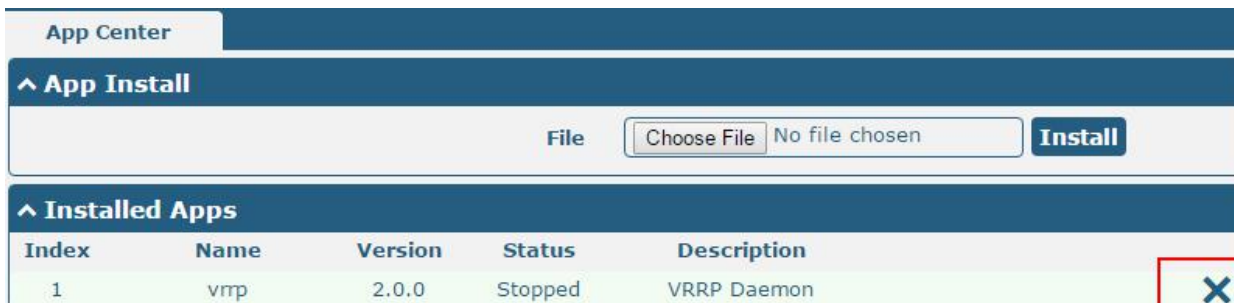 App Center
App Install
File Choose File No file chosen Install
Installed Apps
Index Name Version Status Description
1 vrrp 2.0.0 Stopped VRRP Daemon